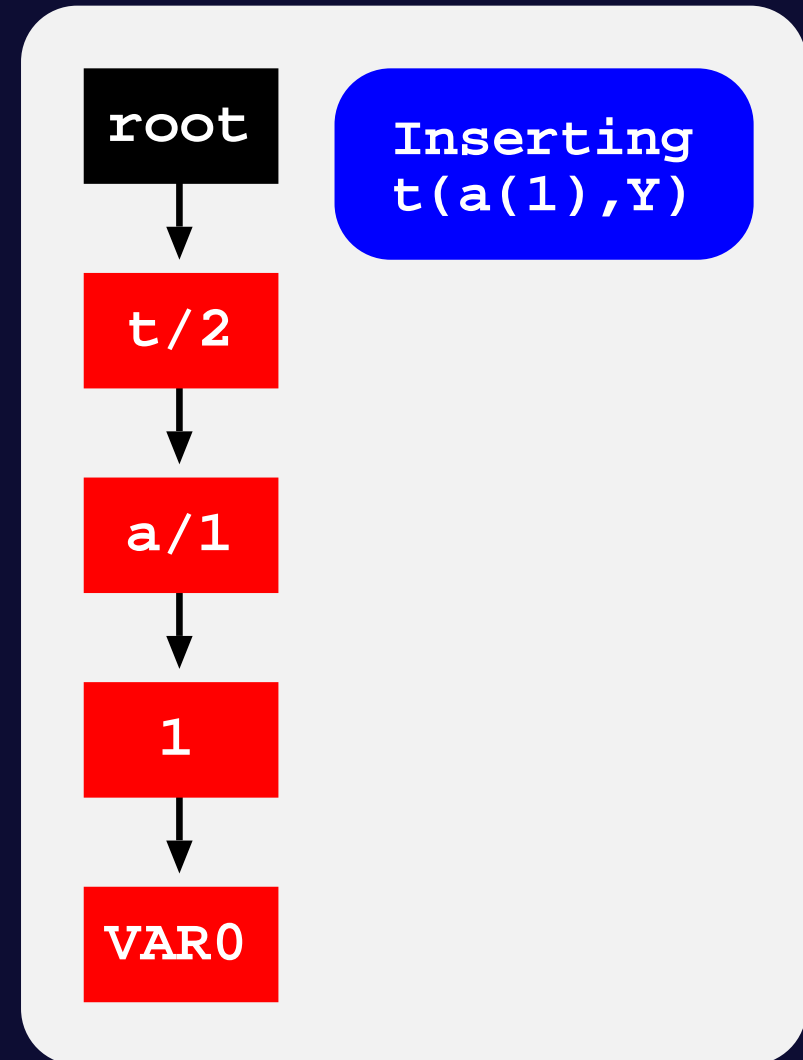 root
Inserting
t(a(1),Y)
t/2
a/1
1
VAR0